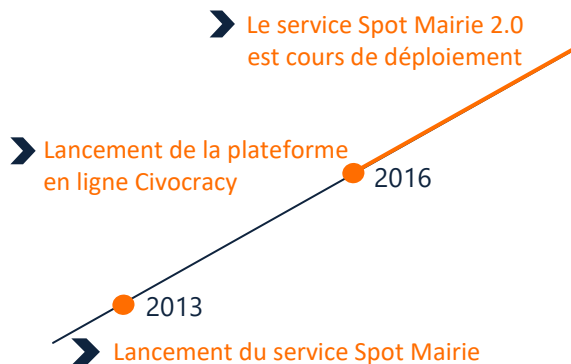 Le service Spot Mairie 2.0
est cours de déploiement
Lancement de la plateforme
en ligne Civocracy
2016
2013
Lancement du service Spot Mairie